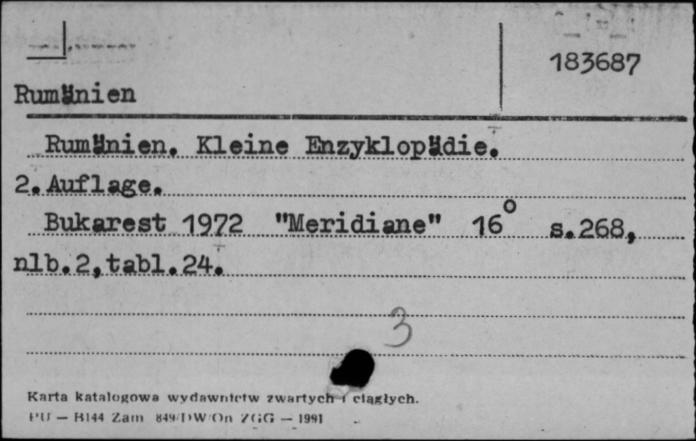 183687
Rumänien
Rumänien. Kleine Enzyklopädie.
2. Auflage.
Bukarest 1972 "Meridiane" 16° s.268,
nlb.2,tabl.24.
3
Karta katalogowa wydawnictw zwartych i ciągłych.
PU — B144 Zam 849/DW/On ZGG — 1991